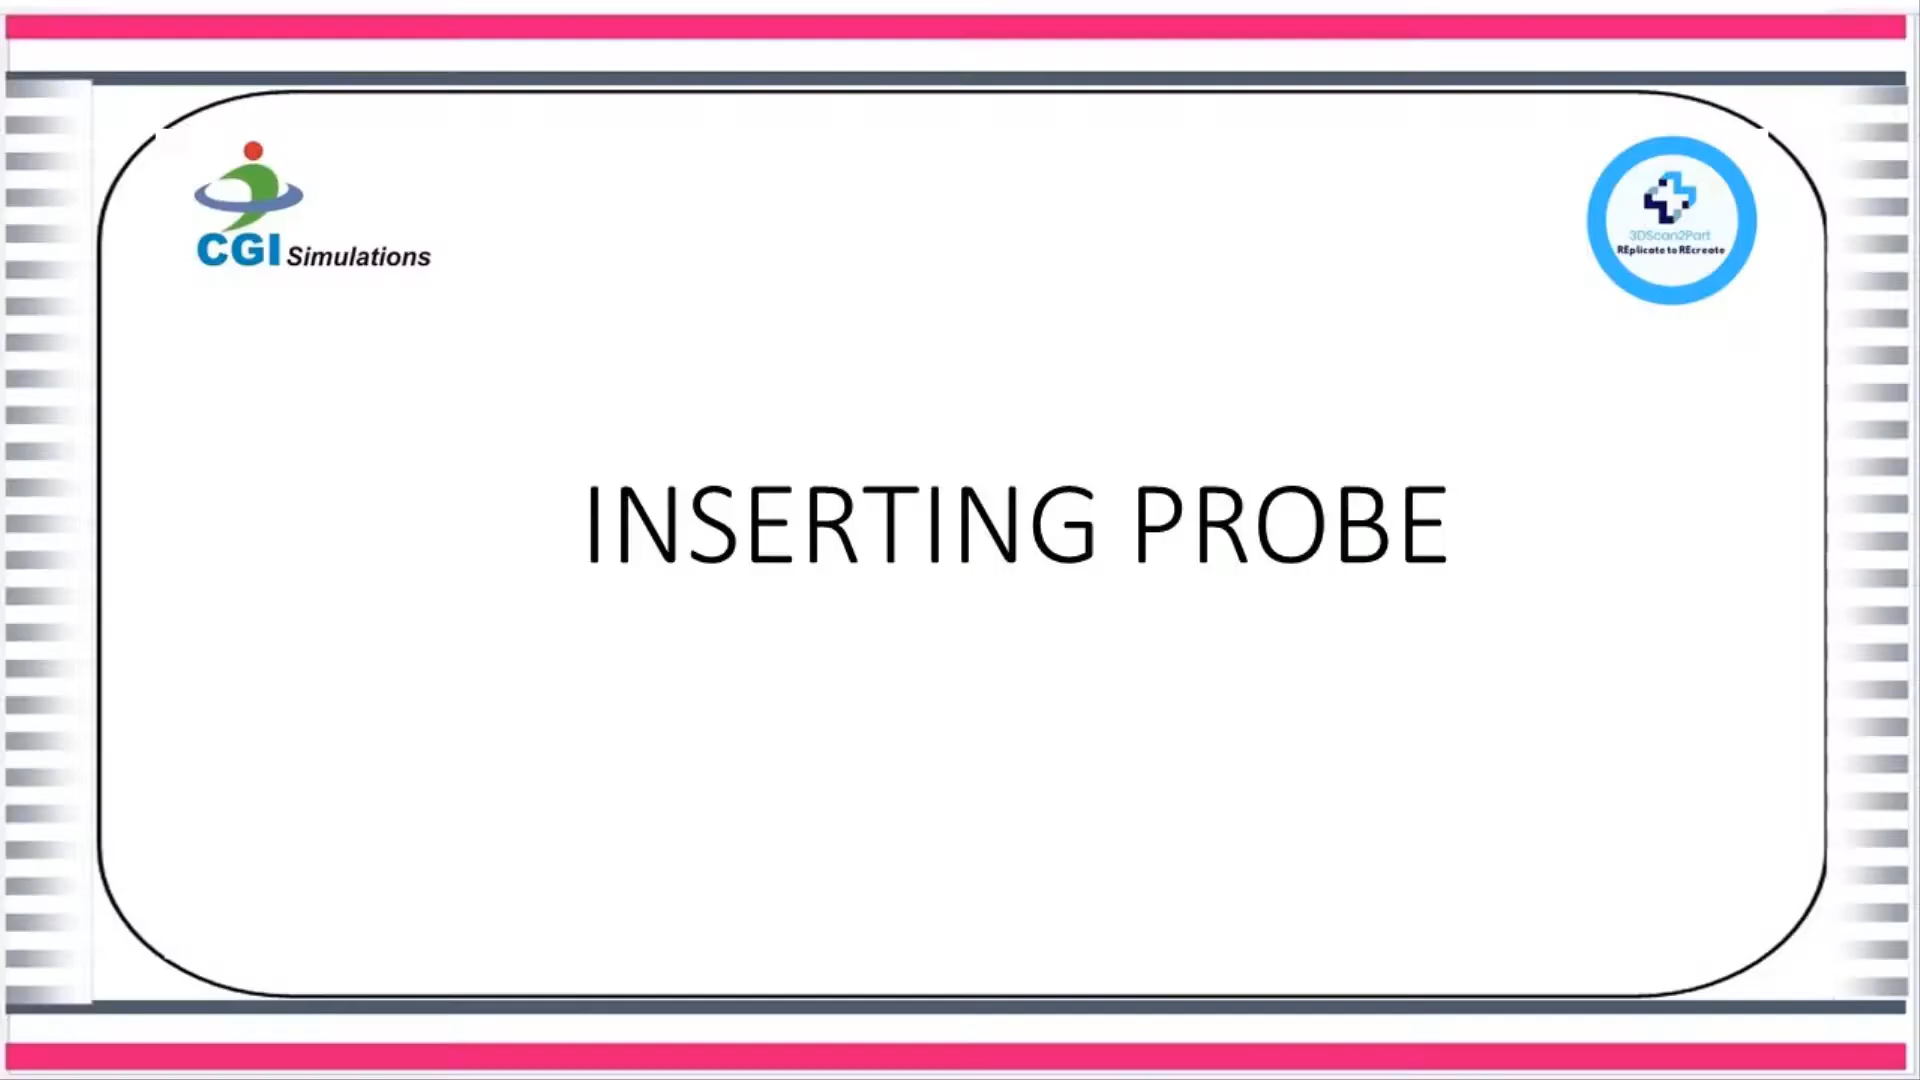 CGI Simulations
3DScan2Part
REplicate to REcreate
INSERTING PROBE